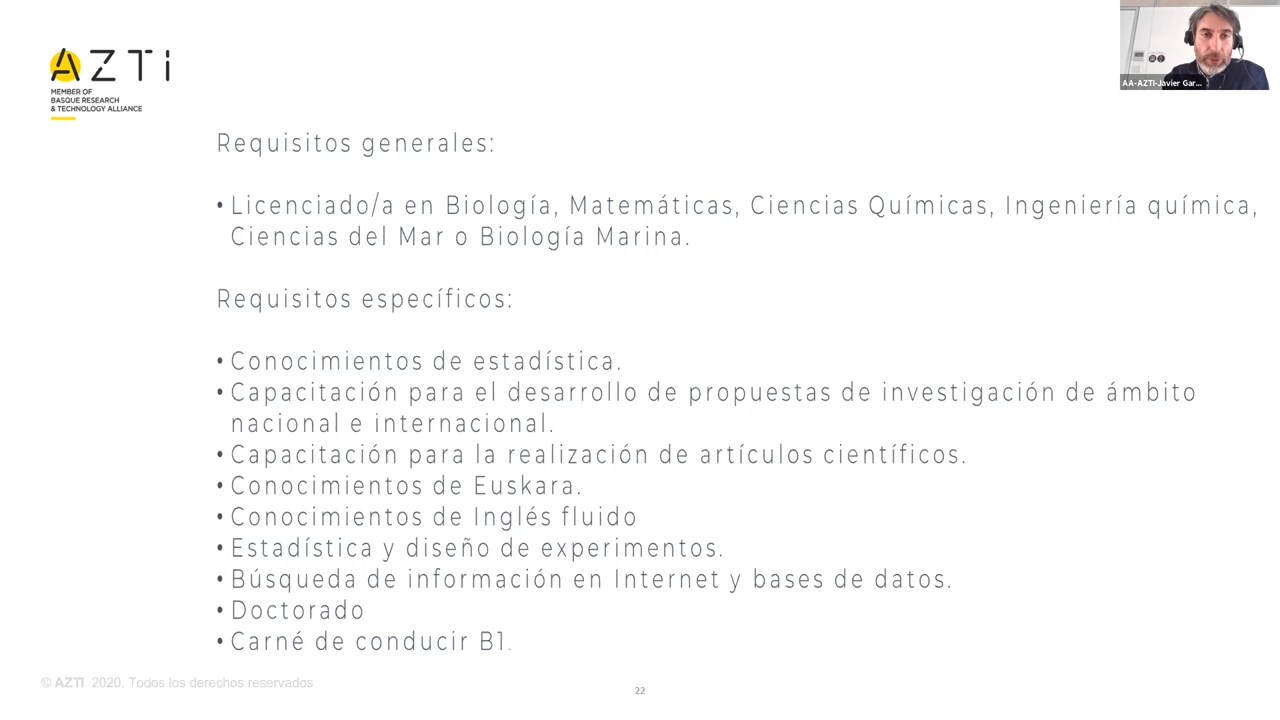 AZTi
MEMBER OF
BASQUE RESEARCH
& TECHNOLOGY ALLIANCE
AA-AZTI-Javier Gar...
Requisitos generales:
• Licenciado/a en Biología, Matemáticas, Ciencias Químicas, Ingeniería química,
Ciencias del Mar o Biología Marina.
Requisitos específicos:
• Conocimientos de estadística.
• Capacitación para el desarrollo de propuestas de investigación de ámbito
nacional e internacional.
• Capacitación para la realización de artículos científicos.
• Conocimientos de Euskara.
• Conocimientos de Inglés fluido
• Estadística y diseño de experimentos.
• Búsqueda de información en Internet y bases de datos.
• Doctorado
• Carné de conducir B1.
© AZTI 2020. Todos los derechos reservados
22